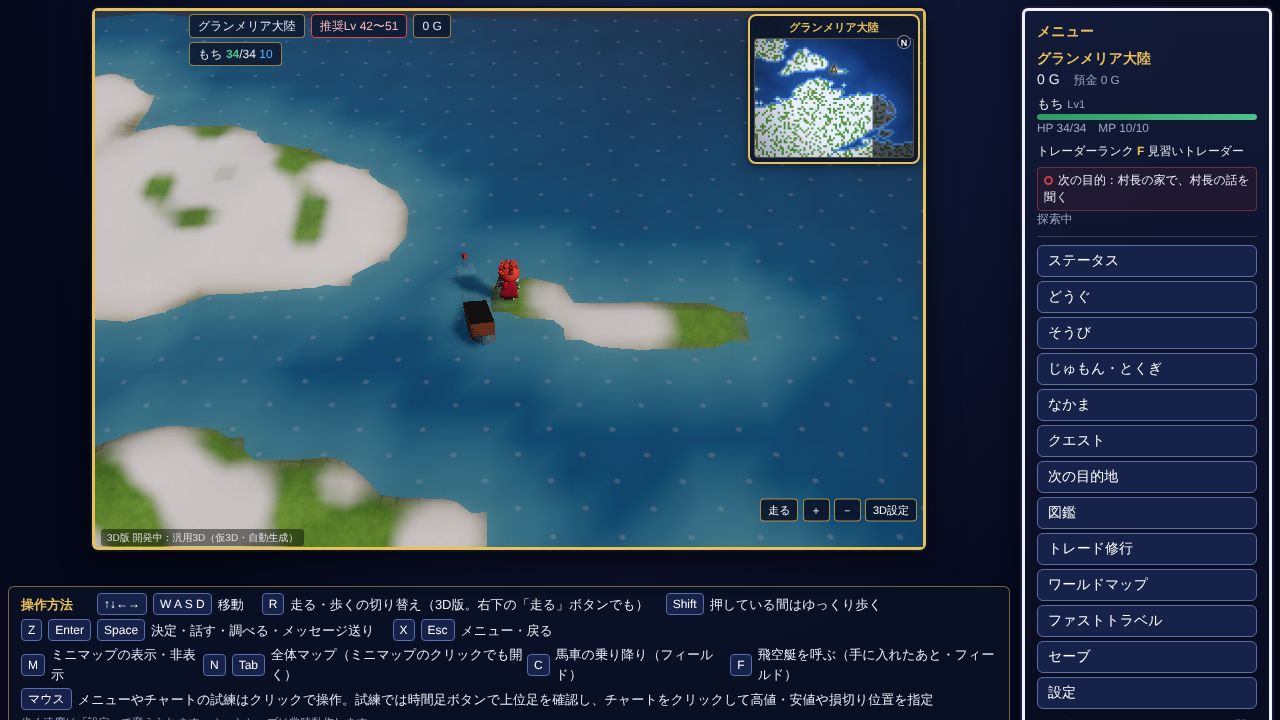 グランメリア大陸 推奨Lv 42〜51 0 G
もち 34/34 10
グランメリア大陸
N
走る ＋ － 3D設定
3D版 開発中：汎用3D（仮3D・自動生成）
メニュー
グランメリア大陸
0 G 預金 0 G
もち Lv1
HP 34/34 MP 10/10
トレーダーランク F 見習いトレーダー
次の目的：村長の家で、村長の話を
聞く
探索中
ステータス
どうぐ
そうび
じゅもん・とくぎ
なかま
クエスト
次の目的地
図鑑
トレード修行
ワールドマップ
ファストトラベル
セーブ
設定
操作方法 ↑↓←→ W A S D 移動 R 走る・歩くの切り替え（3D版。右下の「走る」ボタンでも） Shift 押している間はゆっくり歩く
Z Enter Space 決定・話す・調べる・メッセージ送り X Esc メニュー・戻る
M ミニマップの表示・非表示 N Tab 全体マップ（ミニマップのクリックでも開く） C 馬車の乗り降り（フィールド） F 飛空艇を呼ぶ（手に入れたあと・フィールド）
マウス メニューやチャートの試練はクリックで操作。試練では時間足ボタンで上位足を確認し、チャートをクリックして高値・安値や損切り位置を指定